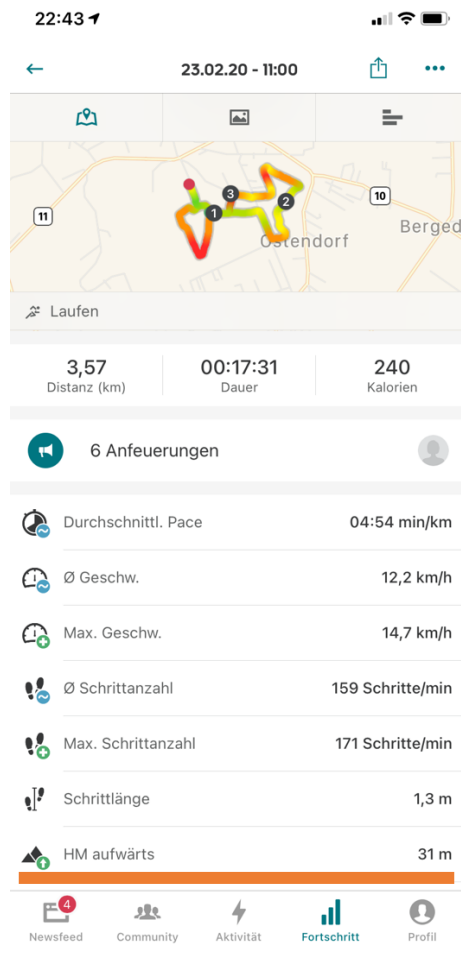 22:43
23.02.20 - 11:00
3
2
1
10
11
Ostendorf
Berged
Laufen
3,57 00:17:31 240
Distanz (km) Dauer Kalorien
6 Anfeuerungen
Durchschnittl. Pace 04:54 min/km
Ø Geschw. 12,2 km/h
Max. Geschw. 14,7 km/h
Ø Schrittanzahl 159 Schritte/min
Max. Schrittanzahl 171 Schritte/min
Schrittlänge 1,3 m
HM aufwärts 31 m
4
Newsfeed Community Aktivität Fortschritt Profil